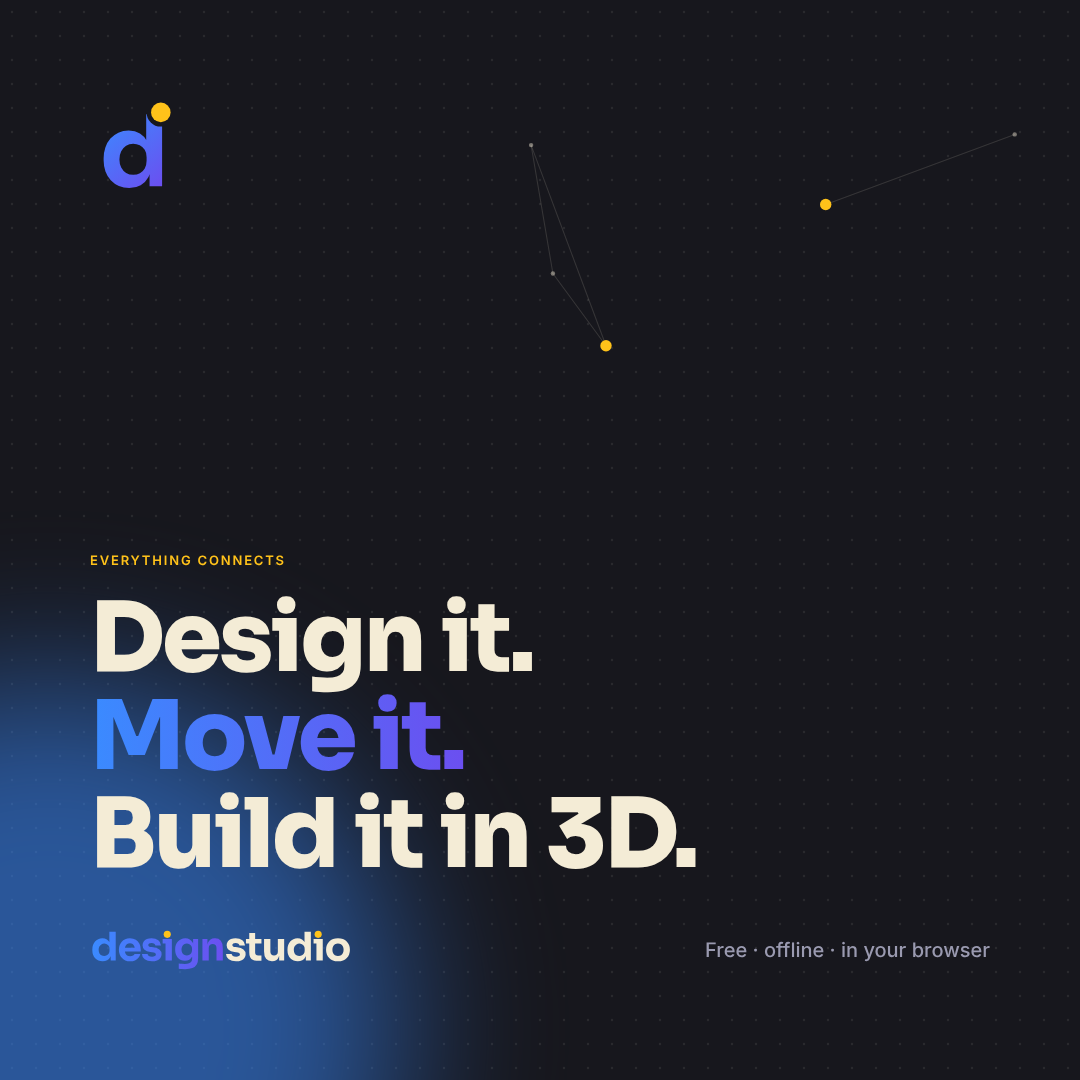 d
EVERYTHING CONNECTS
Design it.
Move it.
Build it in 3D.
designstudio
Free · offline · in your browser